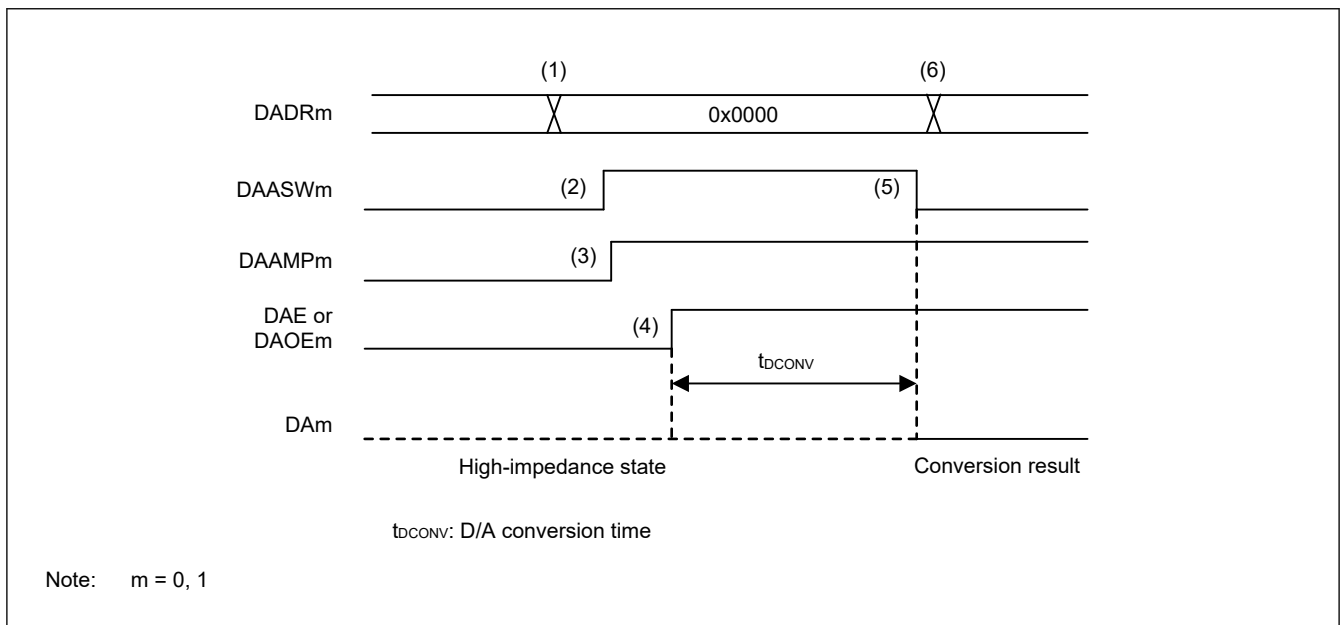 (1) (6)
DADRm 0x0000
DAASWm (2) (5)
DAAMPm (3)
DAE or
DAOEm (4)
tDCONV
DAm
High-impedance state Conversion result
tDCONV: D/A conversion time
Note: m = 0, 1